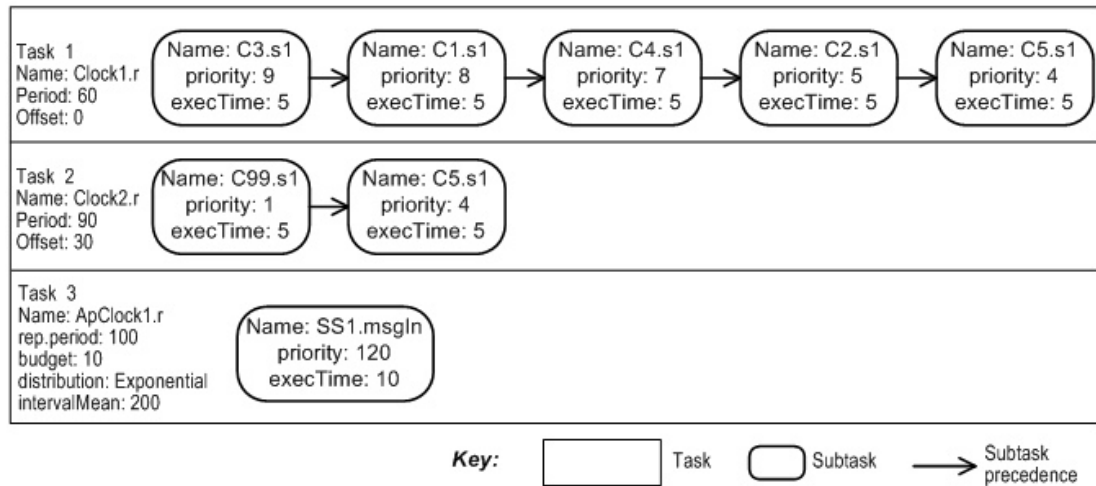 Task 1
Name: Clock1.r
Period: 60
Offset: 0
Name: C3.s1
priority: 9
execTime: 5
Name: C1.s1
priority: 8
execTime: 5
Name: C4.s1
priority: 7
execTime: 5
Name: C2.s1
priority: 5
execTime: 5
Name: C5.s1
priority: 4
execTime: 5
Task 2
Name: Clock2.r
Period: 90
Offset: 30
Name: C99.s1
priority: 1
execTime: 5
Name: C5.s1
priority: 4
execTime: 5
Task 3
Name: ApClock1.r
rep.period: 100
budget: 10
distribution: Exponential
intervalMean: 200
Name: SS1.msgIn
priority: 120
execTime: 10
Key:
Task
Subtask
Subtask
precedence